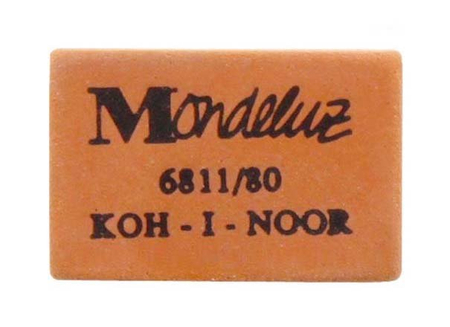 Mondeluz
6811/80
KOH - I - NOOR